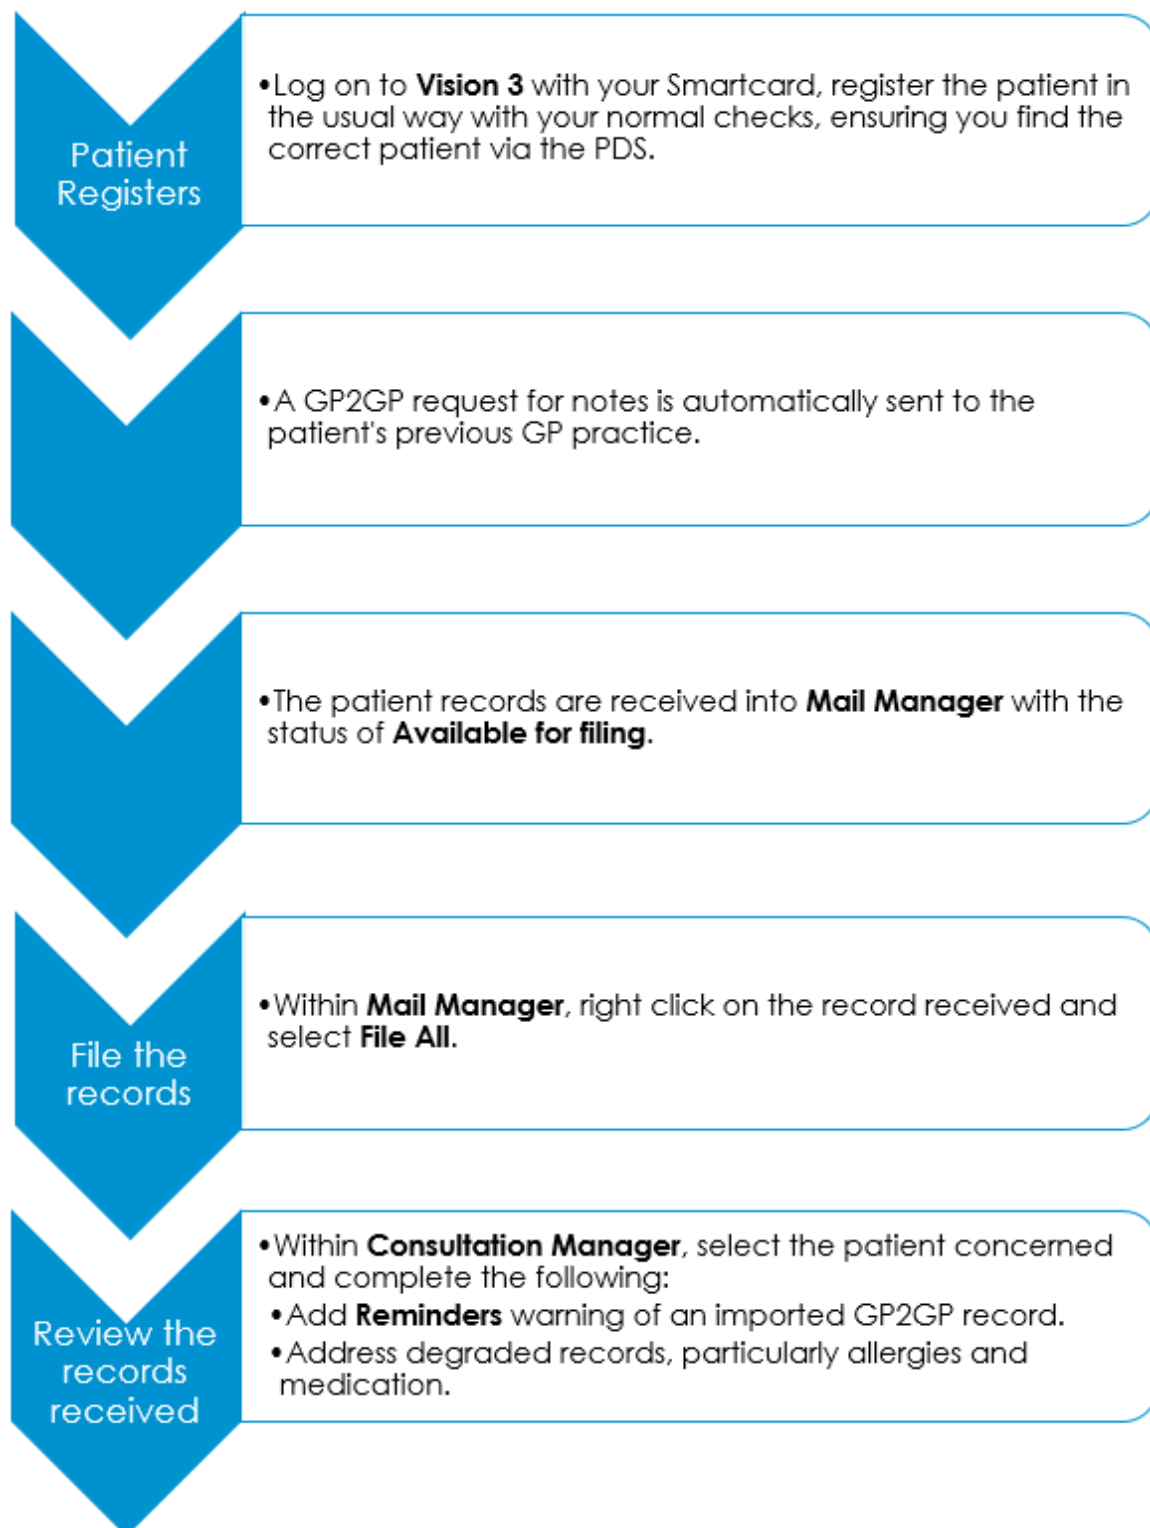 Patient
Registers
•Log on to Vision 3 with your Smartcard, register the patient in
the usual way with your normal checks, ensuring you find the
correct patient via the PDS.
•A GP2GP request for notes is automatically sent to the
patient's previous GP practice.
•The patient records are received into Mail Manager with the
status of Available for filing.
File the
records
•Within Mail Manager, right click on the record received and
select File All.
Review the
records
received
•Within Consultation Manager, select the patient concerned
and complete the following:
•Add Reminders warning of an imported GP2GP record.
•Address degraded records, particularly allergies and
medication.